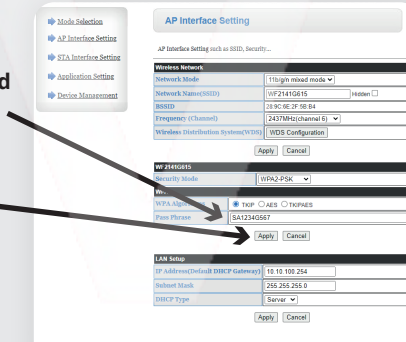 Mode Selection
AP Interface Setting
STA Interface Setting
Application Setting
Device Management
d
AP Interface Setting
AP Interface Setting such as SSID, Security...
Wireless Network
Network Mode 11b/g/n mixed mode
Network Name(SSID) WF2141G615 Hidden
BSSID 28:9C:6E:2F:5B:B4
Frequency (Channel) 2437MHz(channel 6)
Wireless Distribution System(WDS) WDS Configuration
Apply Cancel
WF2141G615
Security Mode WPA2-PSK
WPA Algorithms TKIP AES TKIPAES
Pass Phrase SA1234G567
Apply Cancel
LAN Setup
IP Address(Default DHCP Gateway) 10.10.100.254
Subnet Mask 255.255.255.0
DHCP Type Server
Apply Cancel